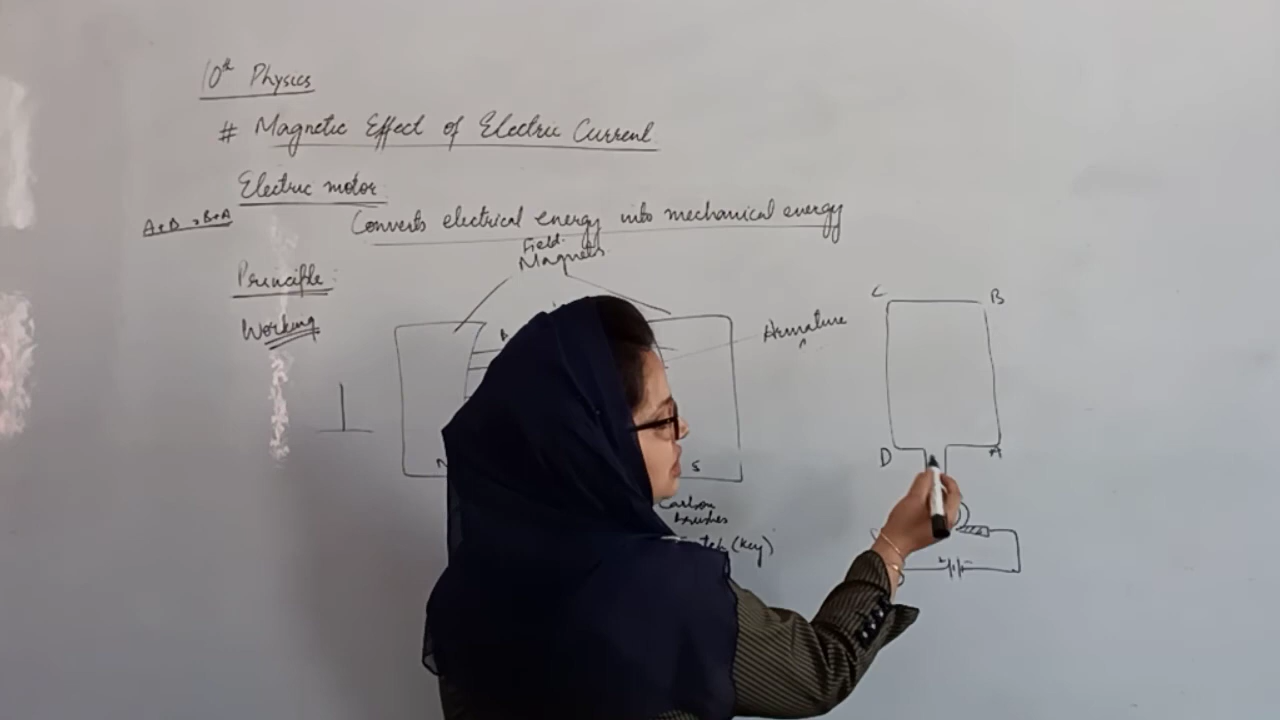 10th Physics
# Magnetic Effect of Electric Current
Electric motor
A+B → B+A
Converts electrical energy into mechanical energy
Field
Magnets
Principle:
Working
Armature
C B
D A
N S
Carbon
brushes
(key)